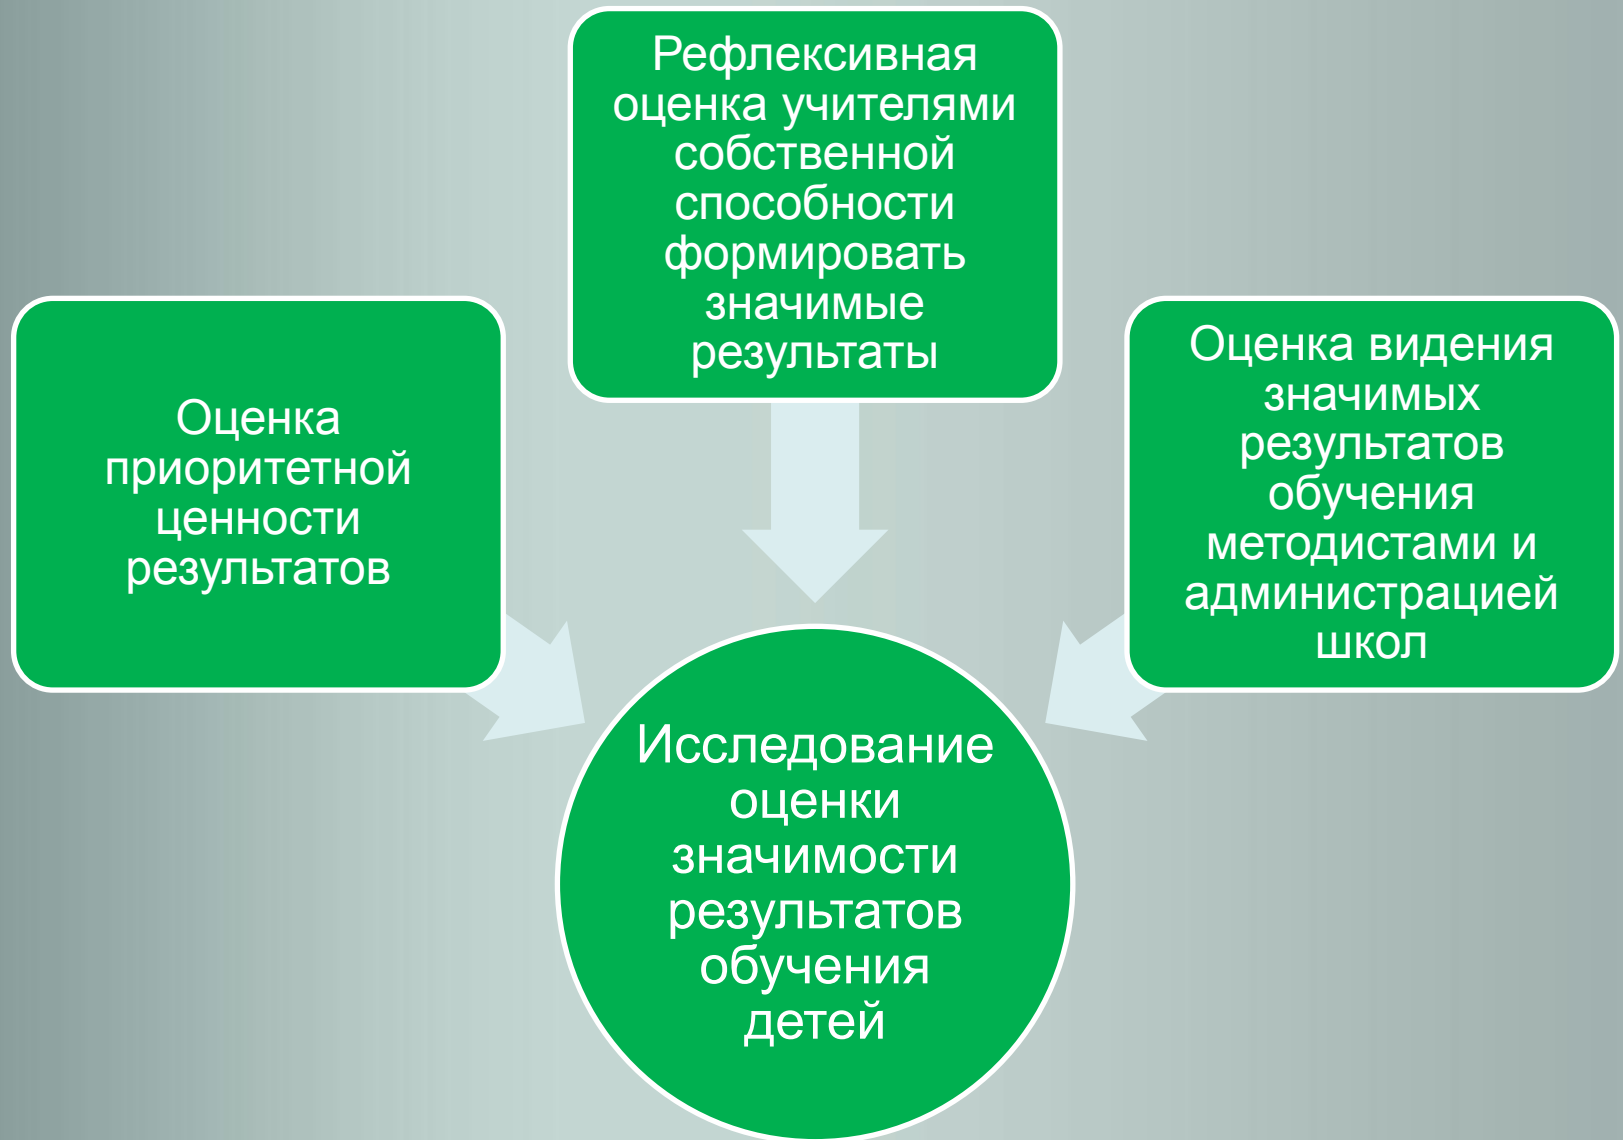 Рефлексивная
оценка учителями
собственной
способности
формировать
значимые
результаты
Оценка
приоритетной
ценности
результатов
Оценка видения
значимых
результатов
обучения
методистами и
администрацией
школ
Исследование
оценки
значимости
результатов
обучения
детей